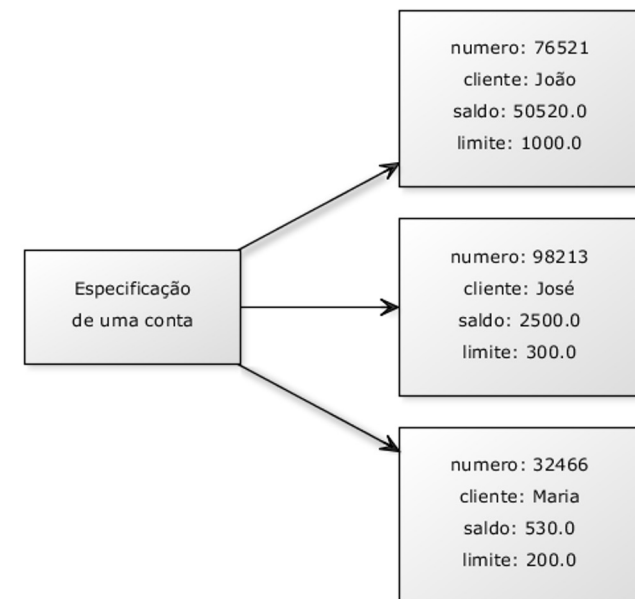 Especificação
de uma conta
numero: 76521
cliente: João
saldo: 50520.0
limite: 1000.0
numero: 98213
cliente: José
saldo: 2500.0
limite: 300.0
numero: 32466
cliente: Maria
saldo: 530.0
limite: 200.0